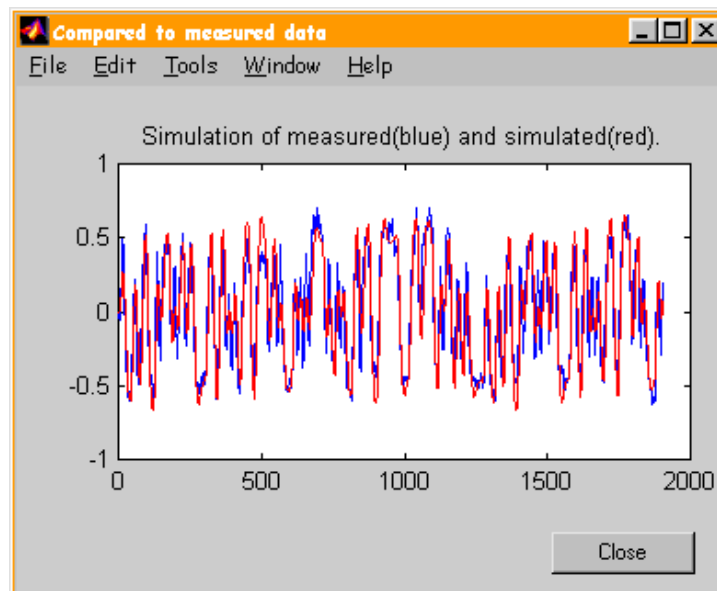 Compared to measured data
File Edit Tools Window Help
Simulation of measured(blue) and simulated(red).
1
0.5
0
-0.5
-1
0 500 1000 1500 2000
Close